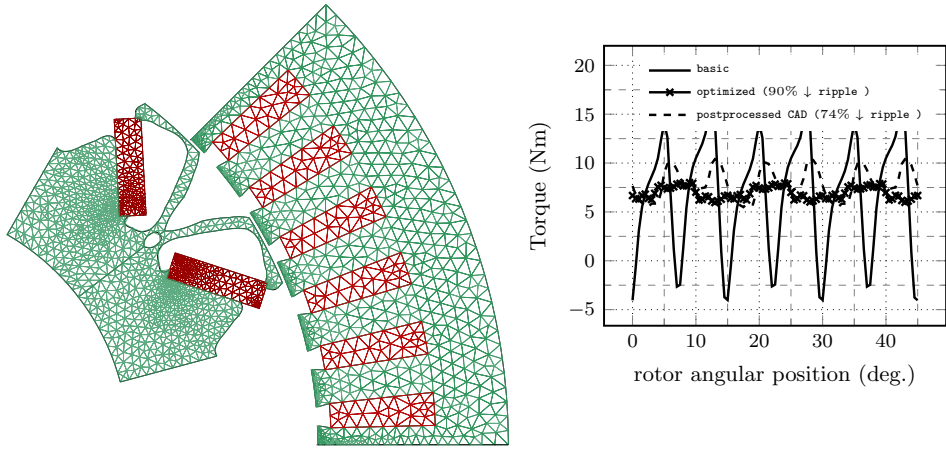 20
15
10
5
0
−5
Torque (Nm)
basic
optimized (90% ↓ ripple )
postprocessed CAD (74% ↓ ripple )
0 10 20 30 40
rotor angular position (deg.)